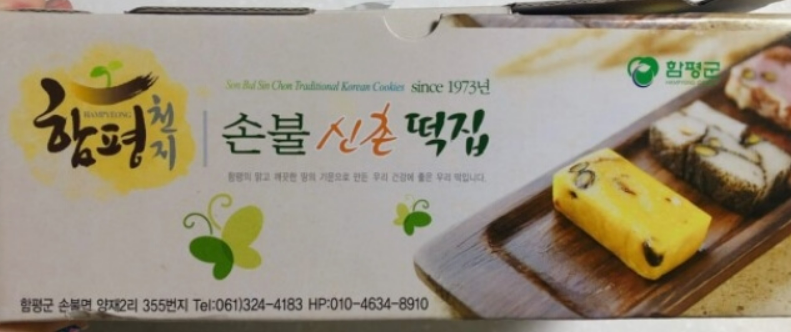 함평
HAMPYEONG
천지
Son Bul Sin Chon Traditional Korean Cookies since 1973년
손불 신촌 떡집
함평의 맑고 깨끗한 땅의 기운으로 만든 우리 건강에 좋은 우리 떡입니다.
함평군
함평군 손불면 양재2리 355번지 Tel:061)324-4183 HP:010-4634-8910